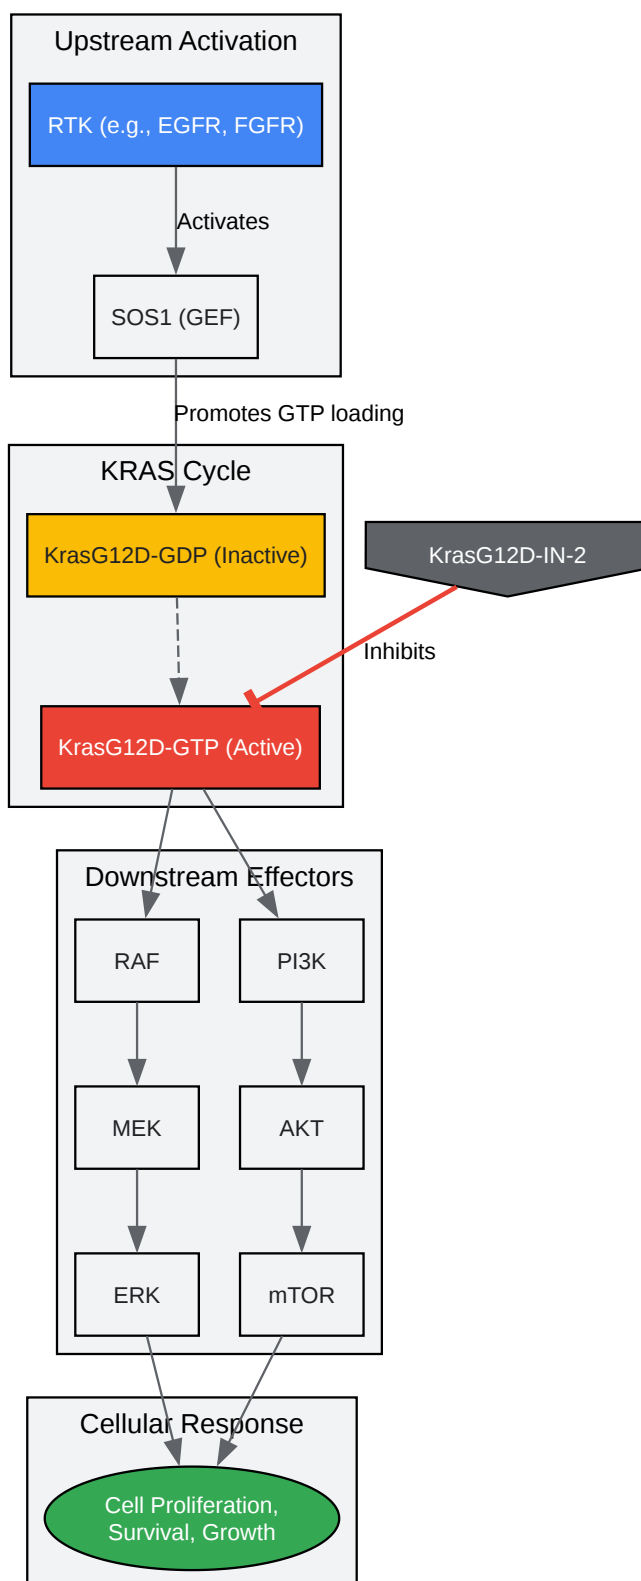 Upstream Activation
RTK (e.g., EGFR, FGFR)
Activates
SOS1 (GEF)
Promotes GTP loading
KRAS Cycle
KrasG12D-GDP (Inactive)
KrasG12D-IN-2
Inhibits
KrasG12D-GTP (Active)
Downstream Effectors
RAF
PI3K
MEK
AKT
ERK
mTOR
Cellular Response
Cell Proliferation,
Survival, Growth